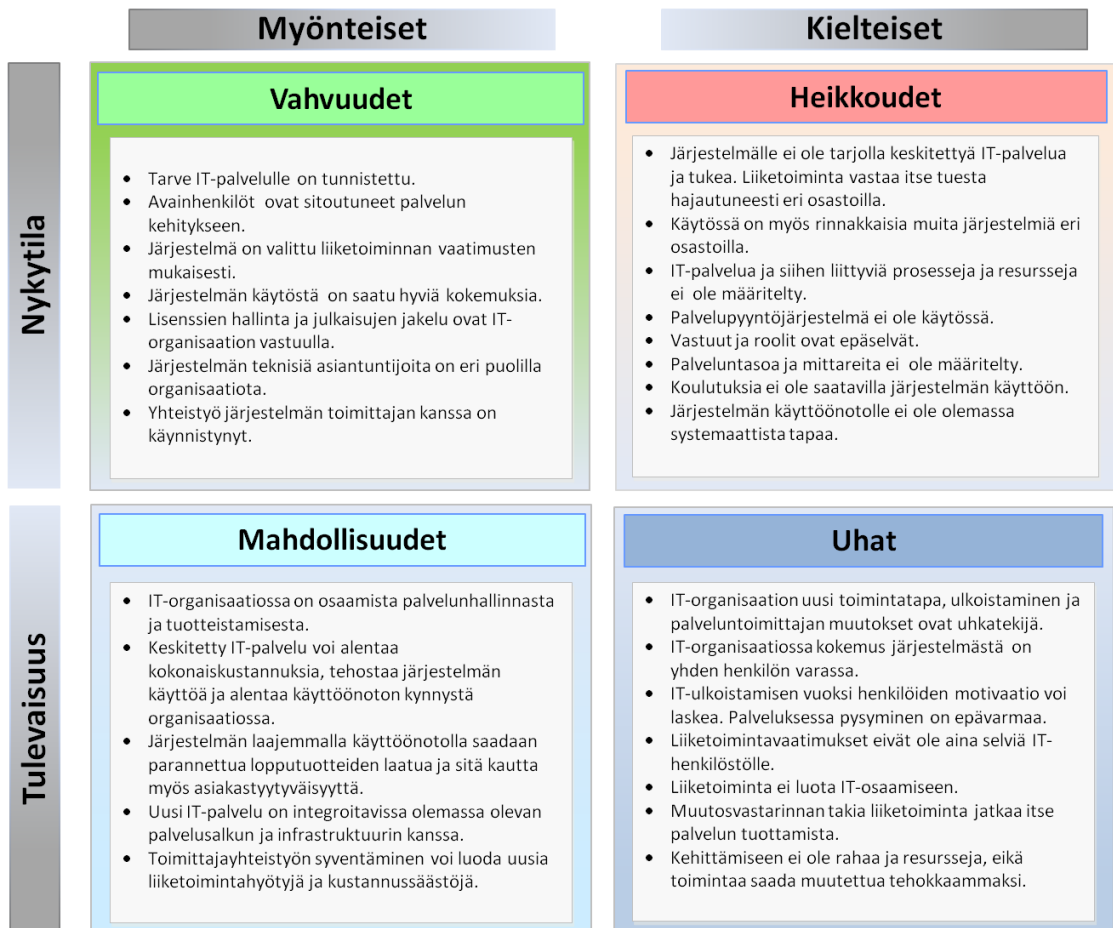 Myönteiset
Kielteiset
Nykytila
Vahvuudet
• Tarve IT-palvelulle on tunnistettu.
• Avainhenkilöt ovat sitoutuneet palvelun
kehitykseen.
• Järjestelmä on valittu liiketoiminnan vaatimusten
mukaisesti.
• Järjestelmän käytöstä on saatu hyviä kokemuksia.
• Lisenssien hallinta ja julkaisujen jakelu ovat IT-
organisaation vastuulla.
• Järjestelmän teknisiä asiantuntijoita on eri puolilla
organisaatiota.
• Yhteistyö järjestelmän toimittajan kanssa on
käynnistynyt.
Heikkoudet
• Järjestelmälle ei ole tarjolla keskitettyä IT-palvelua
ja tukea. Liiketoiminta vastaa itse tuesta
hajautuneesti eri osastoilla.
• Käytössä on myös rinnakkaisia muita järjestelmiä eri
osastoilla.
• IT-palvelua ja siihen liittyviä prosesseja ja resursseja
ei ole määritelty.
• Palvelupyyntöjärjestelmä ei ole käytössä.
• Vastuut ja roolit ovat epäselvät.
• Palveluntasoa ja mittareita ei ole määritelty.
• Koulutuksia ei ole saatavilla järjestelmän käyttöön.
• Järjestelmän käyttöönotolle ei ole olemassa
systemaattista tapaa.
Tulevaisuus
Mahdollisuudet
• IT-organisaatiossa on osaamista palvelunhallinnasta
ja tuotteistamisesta.
• Keskitetty IT-palvelu voi alentaa
kokonaiskustannuksia, tehostaa järjestelmän
käyttöä ja alentaa käyttöönoton kynnystä
organisaatiossa.
• Järjestelmän laajemmalla käyttöönotolla saadaan
parannettua lopputuotteiden laatua ja sitä kautta
myös asiakastyytyväisyyttä.
• Uusi IT-palvelu on integroitavissa olemassa olevan
palvelusalkun ja infrastruktuurin kanssa.
• Toimittajayhteistyön syventäminen voi luoda uusia
liiketoimintahyötyjä ja kustannussäästöjä.
Uhat
• IT-organisaation uusi toimintatapa, ulkoistaminen ja
palveluntoimittajan muutokset ovat uhkatekijä.
• IT-organisaatiossa kokemus järjestelmästä on
yhden henkilön varassa.
• IT-ulkoistamisen vuoksi henkilöiden motivaatio voi
laskea. Palveluksessa pysyminen on epävarmaa.
• Liiketoimintavaatimukset eivät ole aina selviä IT-
henkilöstölle.
• Liiketoiminta ei luota IT-osaamiseen.
• Muutosvastarinnan takia liiketoiminta jatkaa itse
palvelun tuottamista.
• Kehittämiseen ei ole rahaa ja resursseja, eikä
toimintaa saada muutettua tehokkaammaksi.